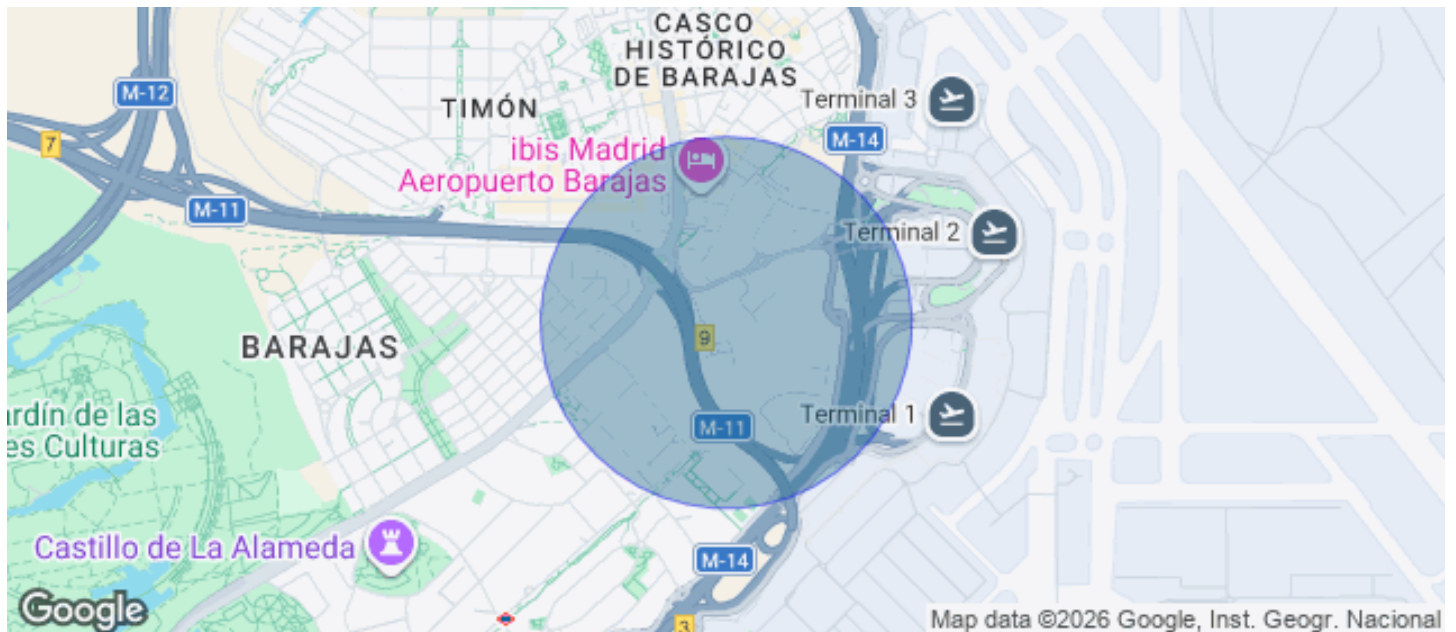 CASCO
HISTÓRICO
DE BARAJAS
M-12
TIMÓN
Terminal 3
7
ibis Madrid
Aeropuerto Barajas
M-14
M-11
Terminal 2
BARAJAS
9
ardín de las
es Culturas
M-11
Terminal 1
Castillo de La Alameda
M-14
Google
3
Map data ©2026 Google, Inst. Geogr. Nacional